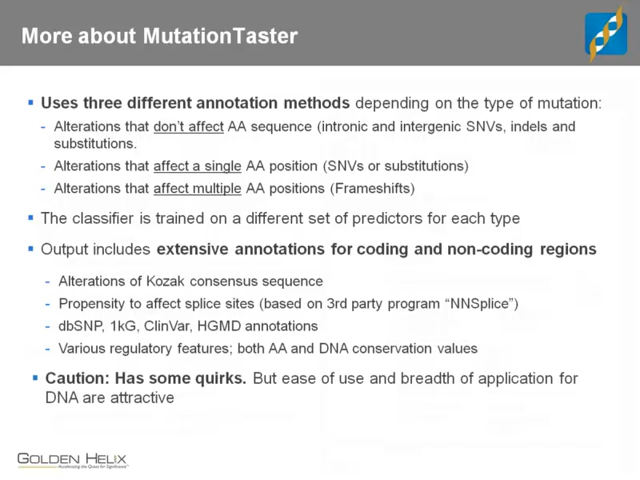 More about MutationTaster
▪ Uses three different annotation methods depending on the type of mutation:
- Alterations that don't affect AA sequence (intronic and intergenic SNVs, indels and
substitutions.
- Alterations that affect a single AA position (SNVs or substitutions)
- Alterations that affect multiple AA positions (Frameshifts)
▪ The classifier is trained on a different set of predictors for each type
▪ Output includes extensive annotations for coding and non-coding regions
- Alterations of Kozak consensus sequence
- Propensity to affect splice sites (based on 3rd party program “NNSplice”)
- dbSNP, 1kG, ClinVar, HGMD annotations
- Various regulatory features; both AA and DNA conservation values
▪ Caution: Has some quirks. But ease of use and breadth of application for
DNA are attractive
GOLDEN HELIX
Accelerating the Quest for Significance